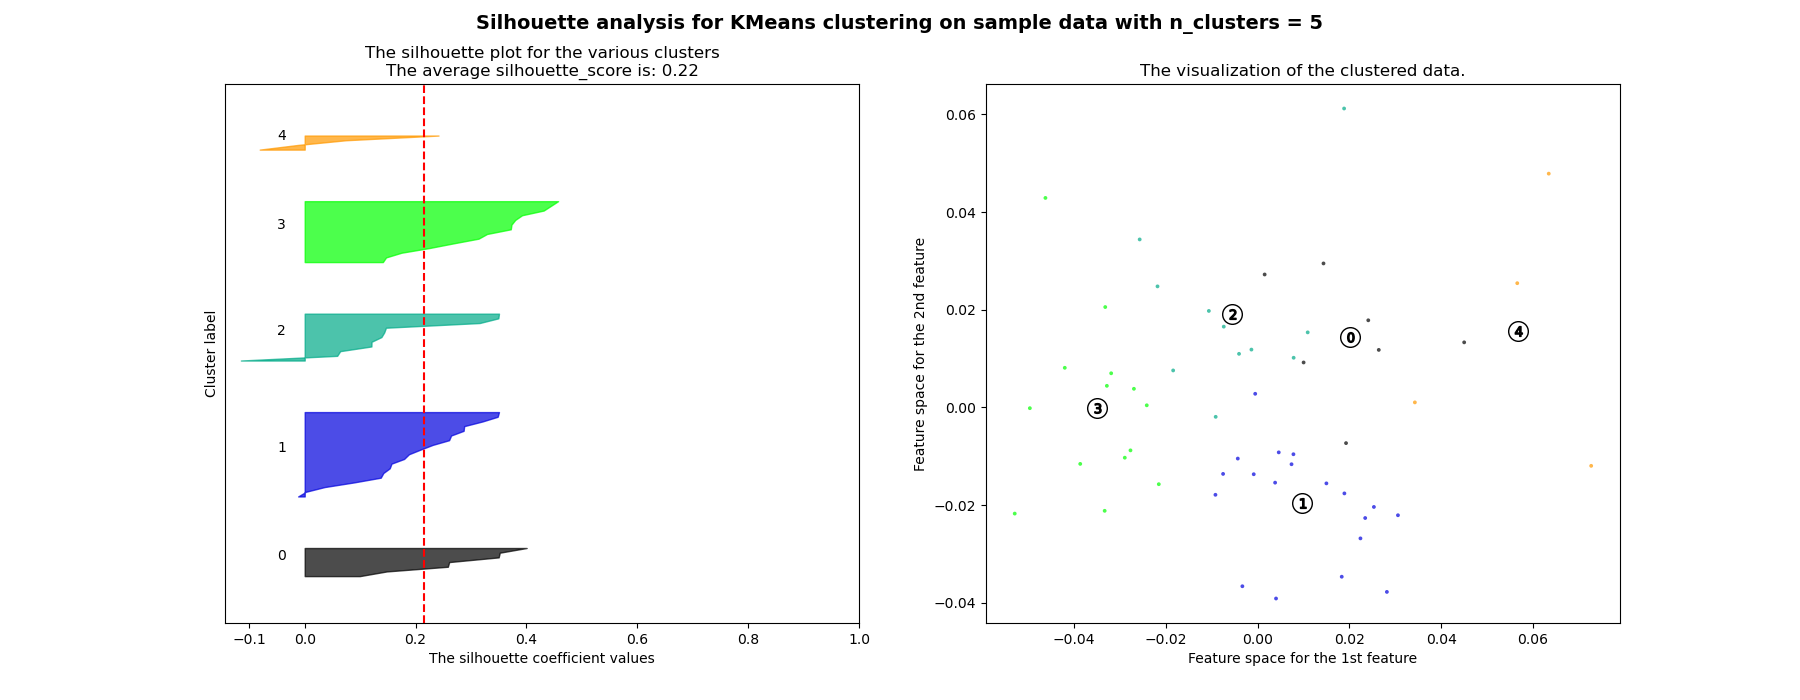 Silhouette analysis for KMeans clustering on sample data with n_clusters = 5
The silhouette plot for the various clusters
The average silhouette_score is: 0.22
4
3
2
1
0
Cluster label
−0.1 0.0 0.2 0.4 0.6 0.8 1.0
The silhouette coefficient values
The visualization of the clustered data.
0.06
0.04
0.02
0.00
−0.02
−0.04
Feature space for the 2nd feature
2
0
4
3
1
−0.04 −0.02 0.00 0.02 0.04 0.06
Feature space for the 1st feature